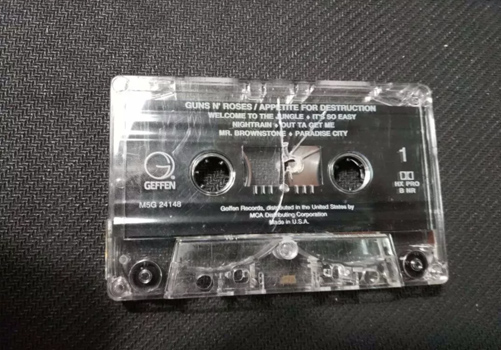 GUNS N' ROSES / APPETITE FOR DESTRUCTION
WELCOME TO THE JUNGLE ♦ IT'S SO EASY
NIGHTRAIN ♦ OUT TA GET ME
MR. BROWNSTONE ♦ PARADISE CITY
G
GEFFEN
1
HX PRO
B NR
M5G 24148
Geffen Records, distributed in the United States by
MCA Distributing Corporation
Made in U.S.A.